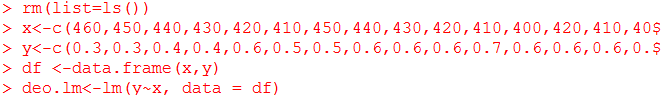 > rm(list=ls())
> x<-c(460,450,440,430,420,410,450,440,430,420,410,400,420,410,40$
> y<-c(0.3,0.3,0.4,0.4,0.6,0.5,0.5,0.6,0.6,0.6,0.7,0.6,0.6,0.6,0.$
> df <-data.frame(x,y)
> deo.lm<-lm(y~x, data = df)